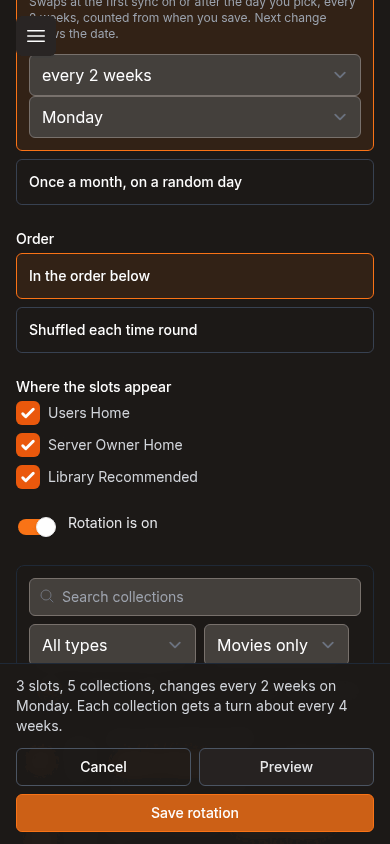 Swaps at the first sync on or after the day you pick, every
weeks, counted from when you save. Next change
the date.
every 2 weeks
Monday
Once a month, on a random day
Order
In the order below
Shuffled each time round
Where the slots appear
Users Home
Server Owner Home
Library Recommended
Rotation is on
Search collections
All types
Movies only
3 slots, 5 collections, changes every 2 weeks on
Monday. Each collection gets a turn about every 4
weeks.
Cancel
Preview
Save rotation